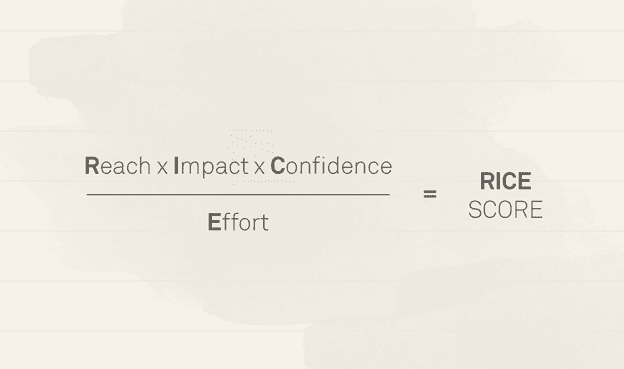 Reach x Impact x Confidence
Effort
=
RICE
SCORE